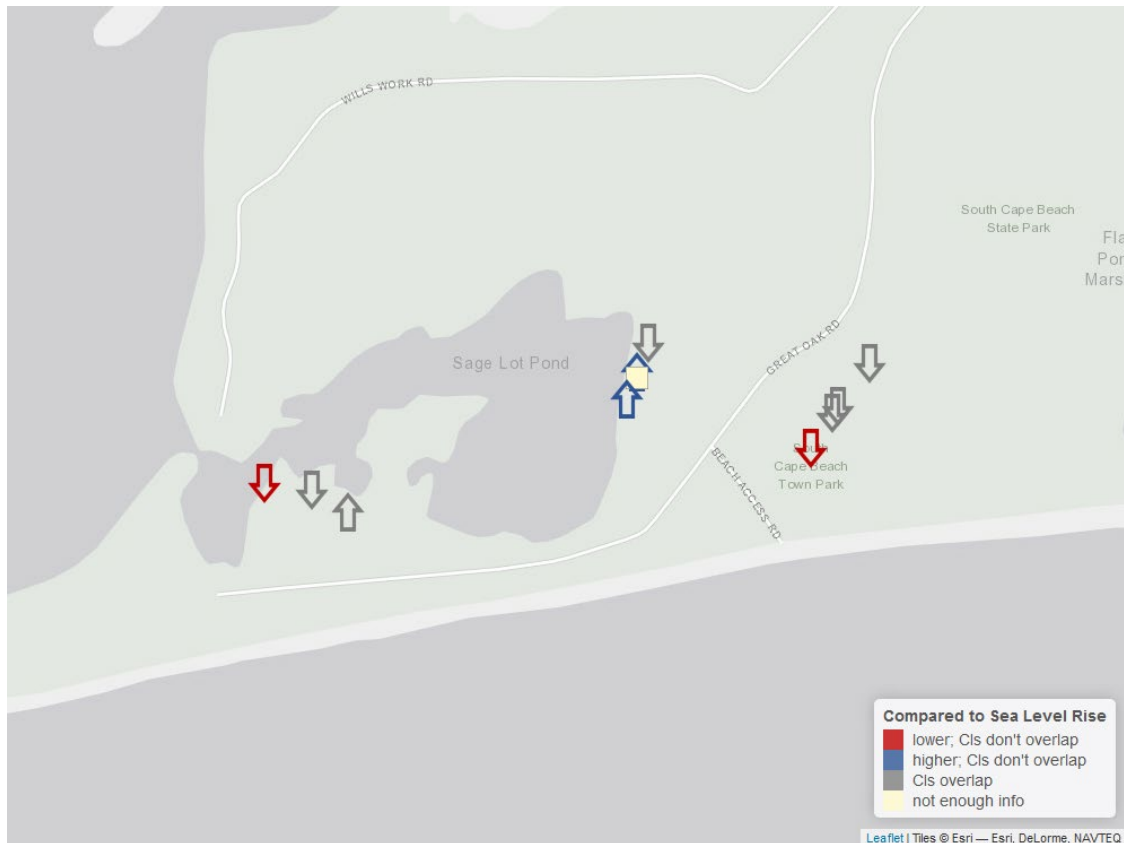 WILLS WORK RD
South Cape Beach
State Park
Fla
Pon
Mars
GREAT OAK RD
Sage Lot Pond
South
Cape Beach
Town Park
BEACH ACCESS RD
Compared to Sea Level Rise
lower; CIs don't overlap
higher; CIs don't overlap
CIs overlap
not enough info
Leaflet | Tiles © Esri — Esri, DeLorme, NAVTEQ